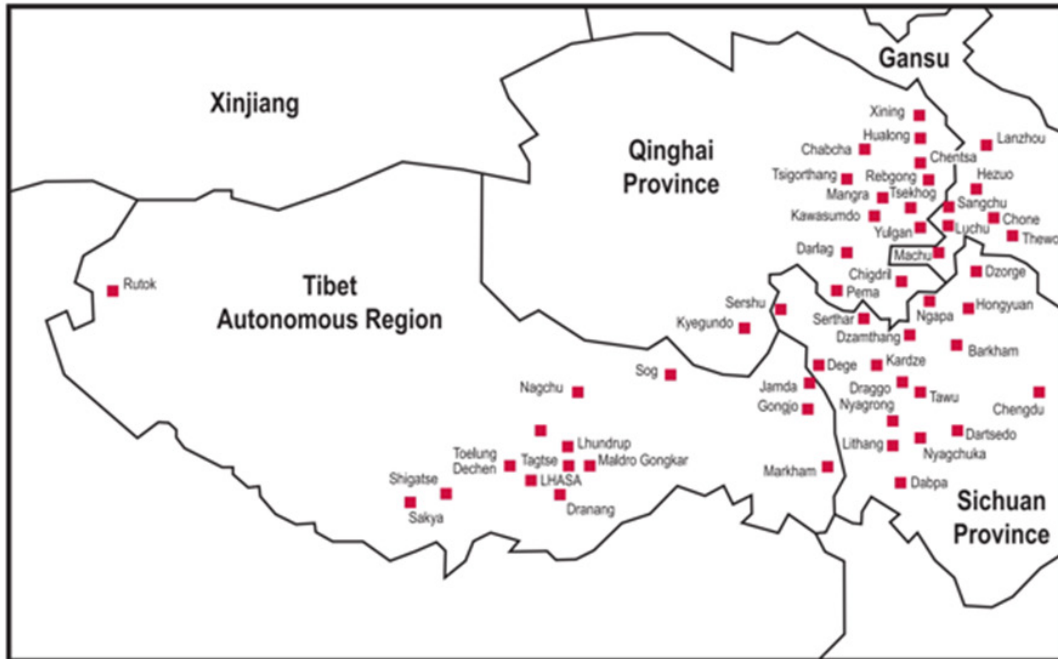 Gansu
Xinjiang
Qinghai
Province
Tibet
Autonomous Region
Sichuan
Province
Xining
Hualong
Lanzhou
Chabcha
Chentsa
Tsigorthang
Rebgong
Hezuo
Mangra
Tsekhog
Sangchu
Kawasumdo
Chone
Yulgan
Luchu
Thewo
Darlag
Machu
Chigdril
Dzorge
Pema
Rutok
Sershu
Ngapa
Hongyuan
Kyegundo
Serthar
Dzamthang
Barkham
Sog
Dege
Kardze
Nagchu
Jamda
Draggo
Tawu
Gongjo
Nyagrong
Chengdu
Lhundrup
Lithang
Dartsedo
Toelung
Dechen
Tagtse
Maldro Gongkar
Nyagchuka
Markham
Shigatse
LHASA
Dabpa
Sakya
Dranang